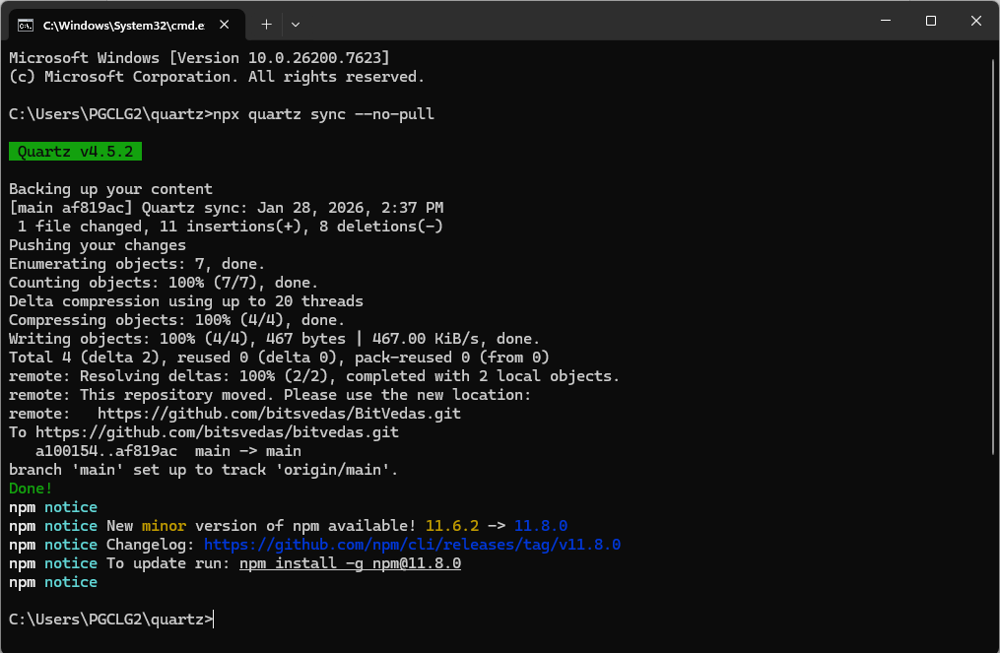 C:\Windows\System32\cmd.e
Microsoft Windows [Version 10.0.26200.7623]
(c) Microsoft Corporation. All rights reserved.
C:\Users\PGCLG2\quartz>npx quartz sync --no-pull
Quartz v4.5.2
Backing up your content
[main af819ac] Quartz sync: Jan 28, 2026, 2:37 PM
 1 file changed, 11 insertions(+), 8 deletions(-)
Pushing your changes
Enumerating objects: 7, done.
Counting objects: 100% (7/7), done.
Delta compression using up to 20 threads
Compressing objects: 100% (4/4), done.
Writing objects: 100% (4/4), 467 bytes | 467.00 KiB/s, done.
Total 4 (delta 2), reused 0 (delta 0), pack-reused 0 (from 0)
remote: Resolving deltas: 100% (2/2), completed with 2 local objects.
remote: This repository moved. Please use the new location:
remote:   https://github.com/bitsvedas/BitVedas.git
To https://github.com/bitsvedas/bitvedas.git
   a100154..af819ac  main -> main
branch 'main' set up to track 'origin/main'.
Done!
npm notice
npm notice New minor version of npm available! 11.6.2 -> 11.8.0
npm notice Changelog: https://github.com/npm/cli/releases/tag/v11.8.0
npm notice To update run: npm install -g npm@11.8.0
npm notice
C:\Users\PGCLG2\quartz>